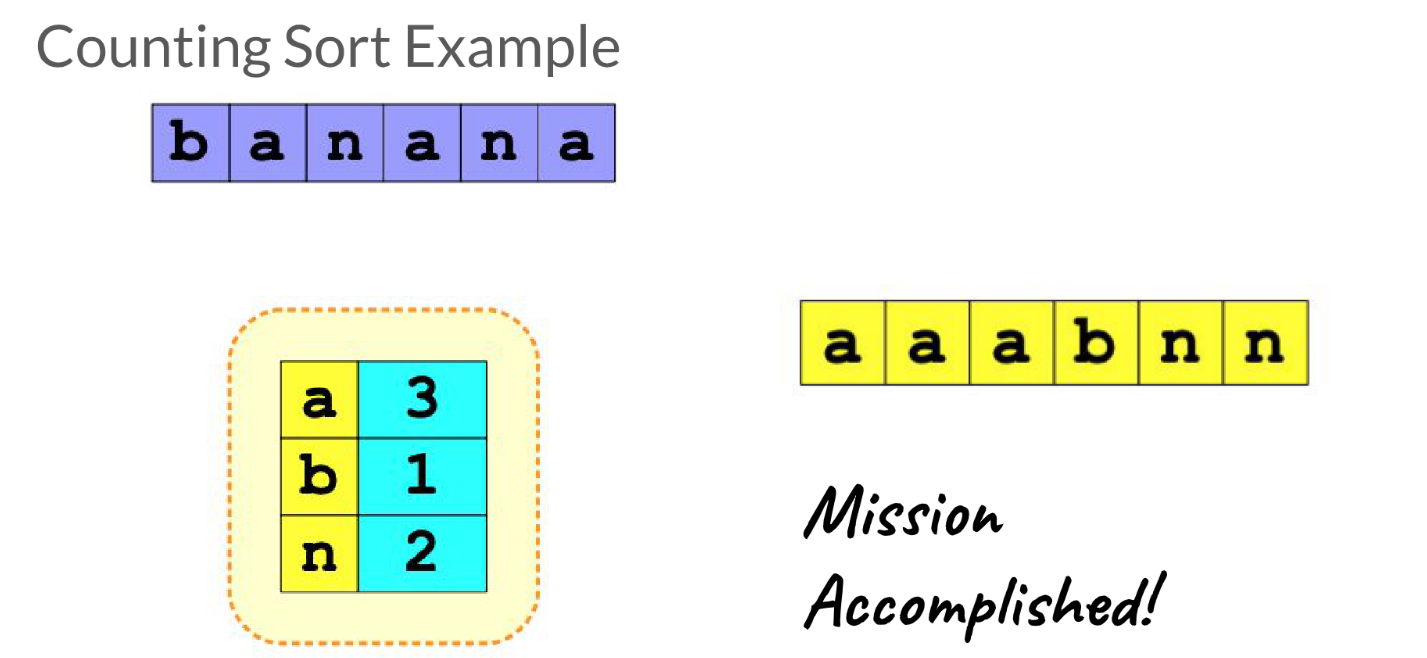 Counting Sort Example
b a n a n a
a 3
b 1
n 2
a a a b n n
Mission
Accomplished!